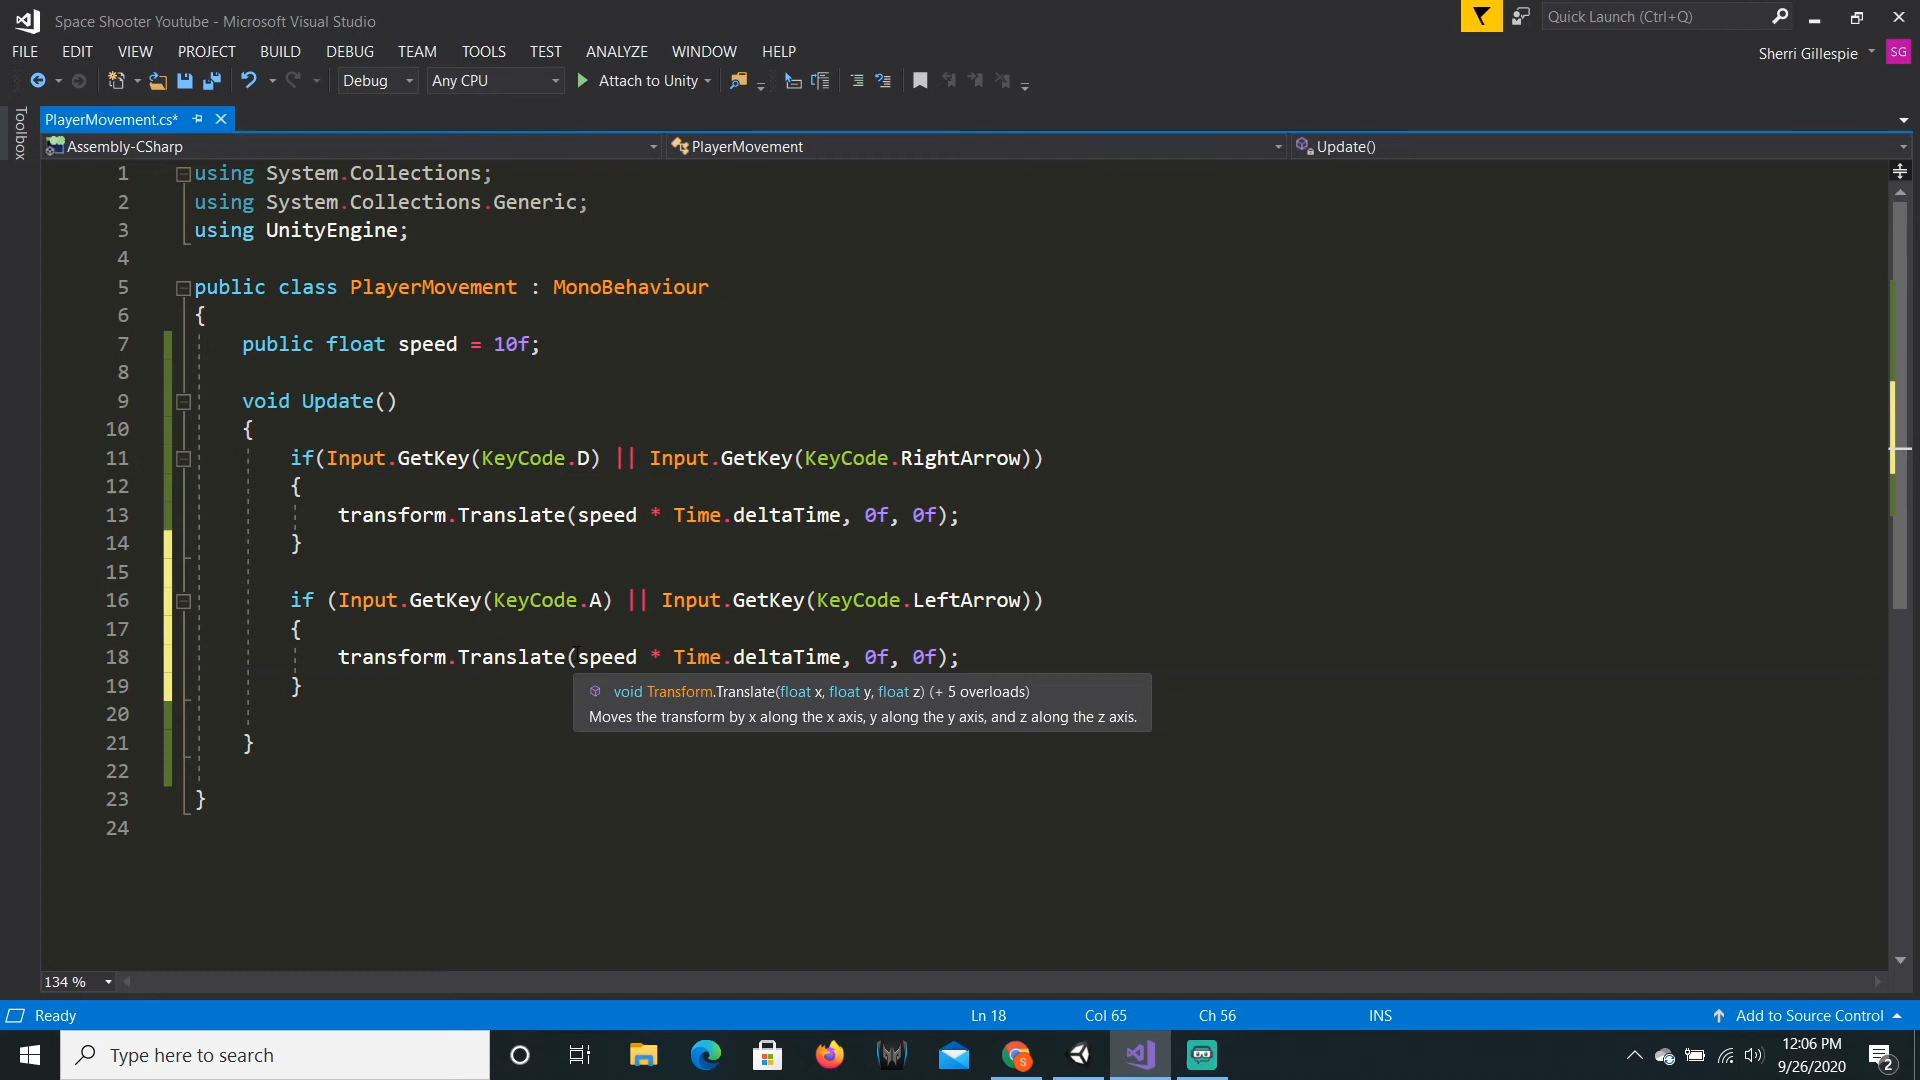 Space Shooter Youtube - Microsoft Visual Studio
Quick Launch (Ctrl+Q)
FILE EDIT VIEW PROJECT BUILD DEBUG TEAM TOOLS TEST ANALYZE WINDOW HELP
Sherri Gillespie SG
Debug Any CPU Attach to Unity
Toolbox
PlayerMovement.cs*
Assembly-CSharp PlayerMovement Update()
1 using System.Collections;
2 using System.Collections.Generic;
3 using UnityEngine;
4
5 public class PlayerMovement : MonoBehaviour
6 {
7 public float speed = 10f;
8
9 void Update()
10 {
11 if(Input.GetKey(KeyCode.D) || Input.GetKey(KeyCode.RightArrow))
12 {
13 transform.Translate(speed * Time.deltaTime, 0f, 0f);
14 }
15
16 if (Input.GetKey(KeyCode.A) || Input.GetKey(KeyCode.LeftArrow))
17 {
18 transform.Translate(speed * Time.deltaTime, 0f, 0f);
19 }
void Transform.Translate(float x, float y, float z) (+ 5 overloads)
Moves the transform by x along the x axis, y along the y axis, and z along the z axis.
20
21 }
22
23 }
24
134 %
Ready Ln 18 Col 65 Ch 56 INS Add to Source Control
Type here to search
S
12:06 PM
9/26/2020
2